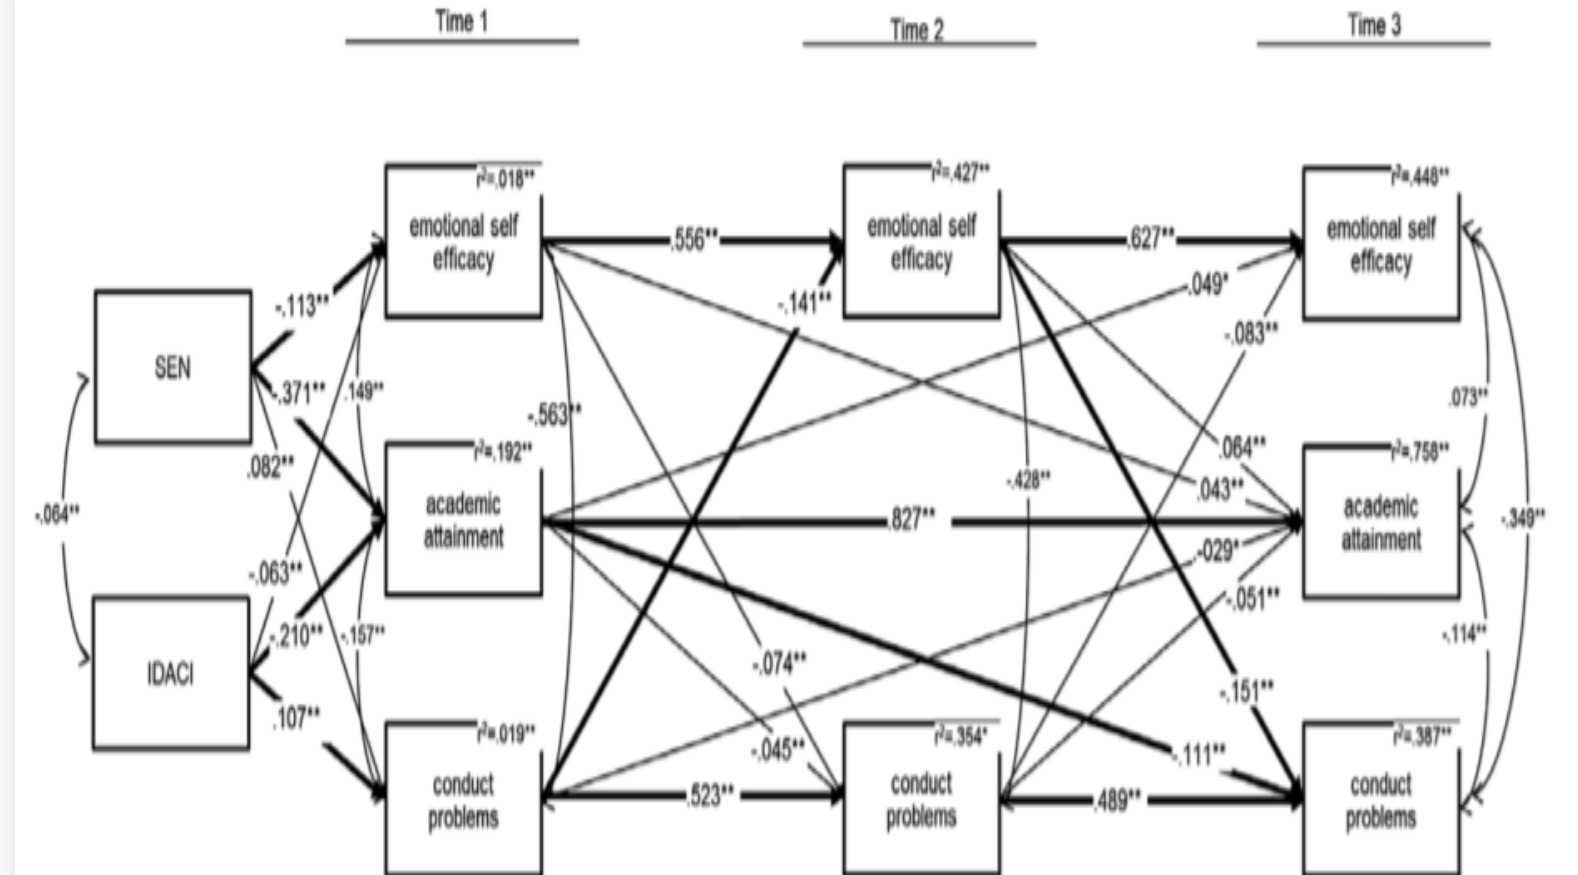 Time 1
Time 2
Time 3
r²=.018**
emotional self
efficacy
r²=.427**
emotional self
efficacy
r²=.448**
emotional self
efficacy
.556**
.627**
.049*
-.141**
-.083**
-.113**
SEN
-.371**
.149**
-.563**
.073**
.082**
r²=.192**
academic
attainment
.064**
.043**
-.428**
r²=.758**
academic
attainment
-.064**
.827**
-.349**
-029*
-.051**
-.063**
-.210**
-.157**
-.114**
IDACI
-.074**
-.151**
.107**
r²=.019**
conduct
problems
-.045**
r²=.354*
conduct
problems
-.111**
r²=.387**
conduct
problems
.523**
.489**